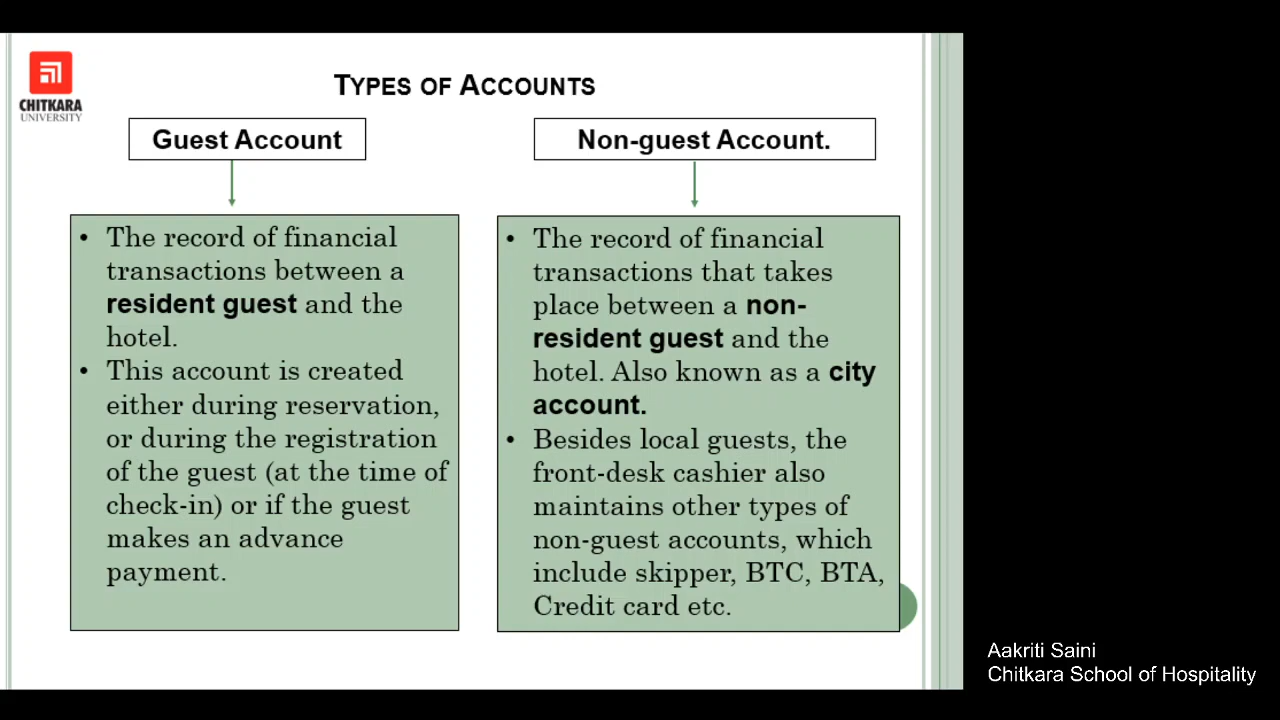 CHITKARA
UNIVERSITY
TYPES OF ACCOUNTS
Guest Account
• The record of financial
transactions between a
resident guest and the
hotel.
• This account is created
either during reservation,
or during the registration
of the guest (at the time of
check-in) or if the guest
makes an advance
payment.
Non-guest Account.
• The record of financial
transactions that takes
place between a non-
resident guest and the
hotel. Also known as a city
account.
• Besides local guests, the
front-desk cashier also
maintains other types of
non-guest accounts, which
include skipper, BTC, BTA,
Credit card etc.
Aakriti Saini
Chitkara School of Hospitality